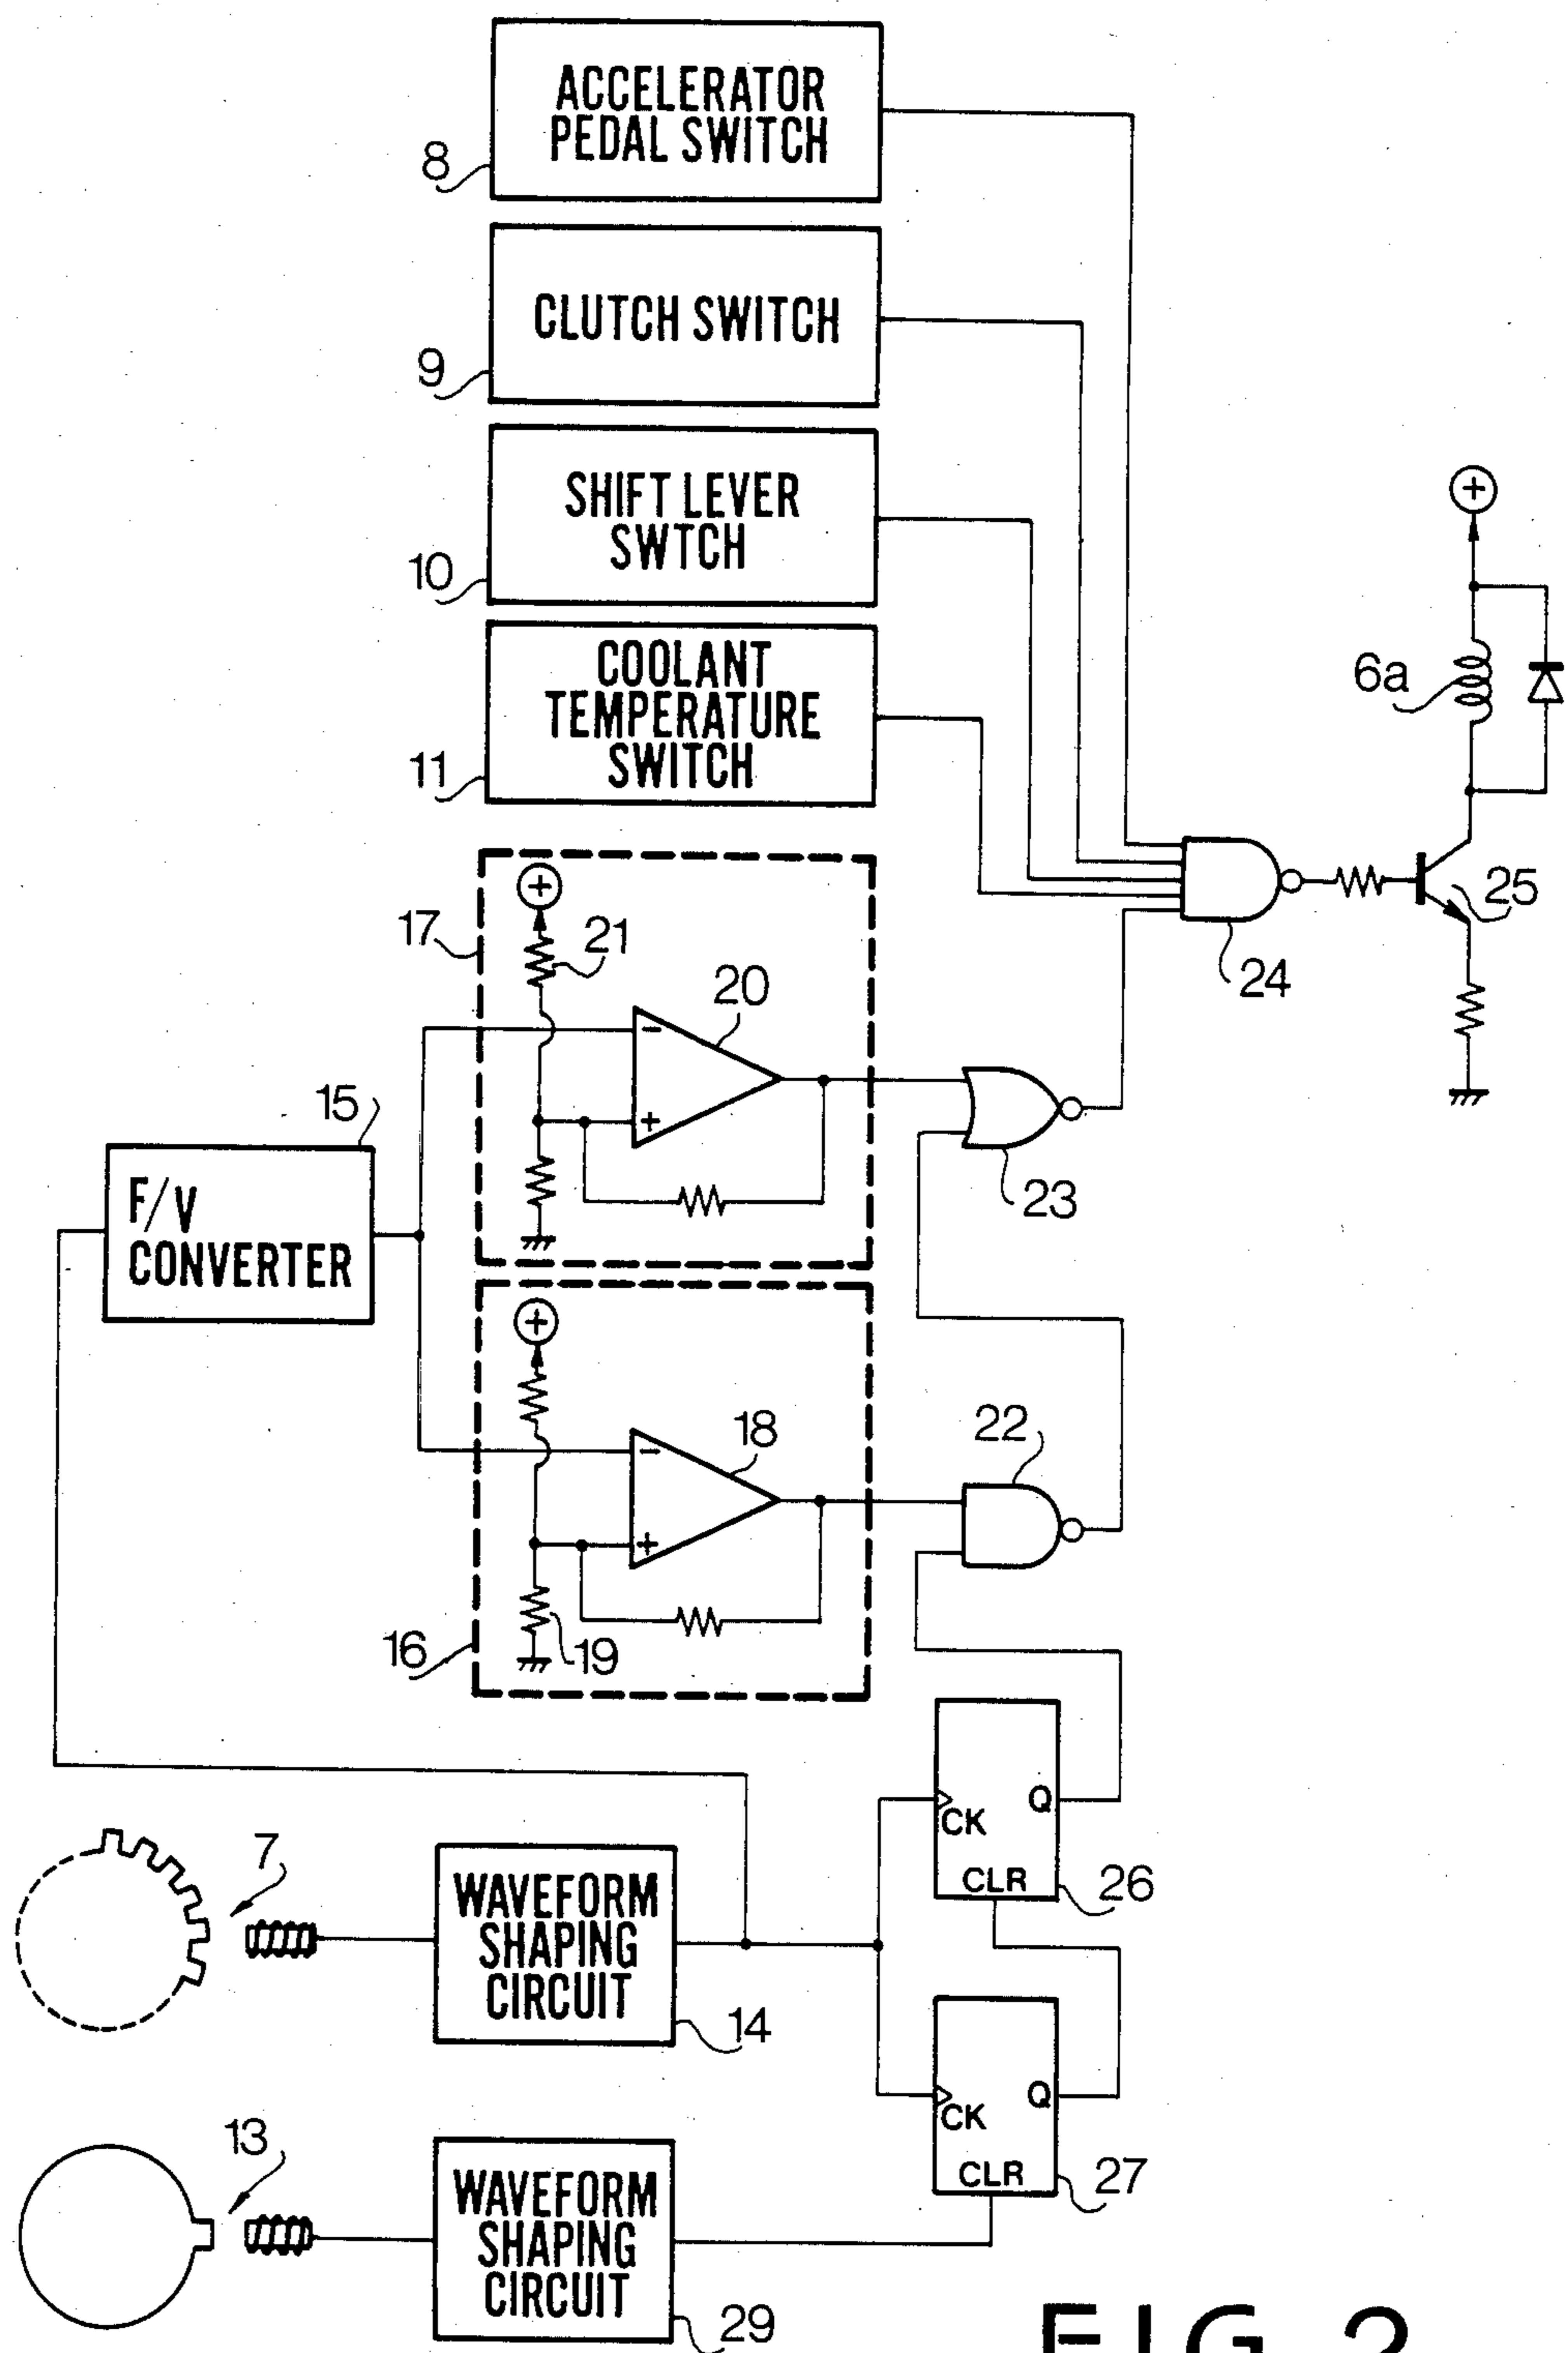 ACCELERATOR
PEDAL SWITCH
8
CLUTCH SWITCH
9
SHIFT LEVER
SWTCH
10
COOLANT
TEMPERATURE
SWITCH
11
6a
25
24
17
21
20
-
+
23
15
F/V
CONVERTER
16
18
-
+
19
22
CK
Q
CLR
26
7
WAVEFORM
SHAPING
CIRCUIT
14
CK
Q
CLR
27
13
WAVEFORM
SHAPING
CIRCUIT
29
FIG. 2